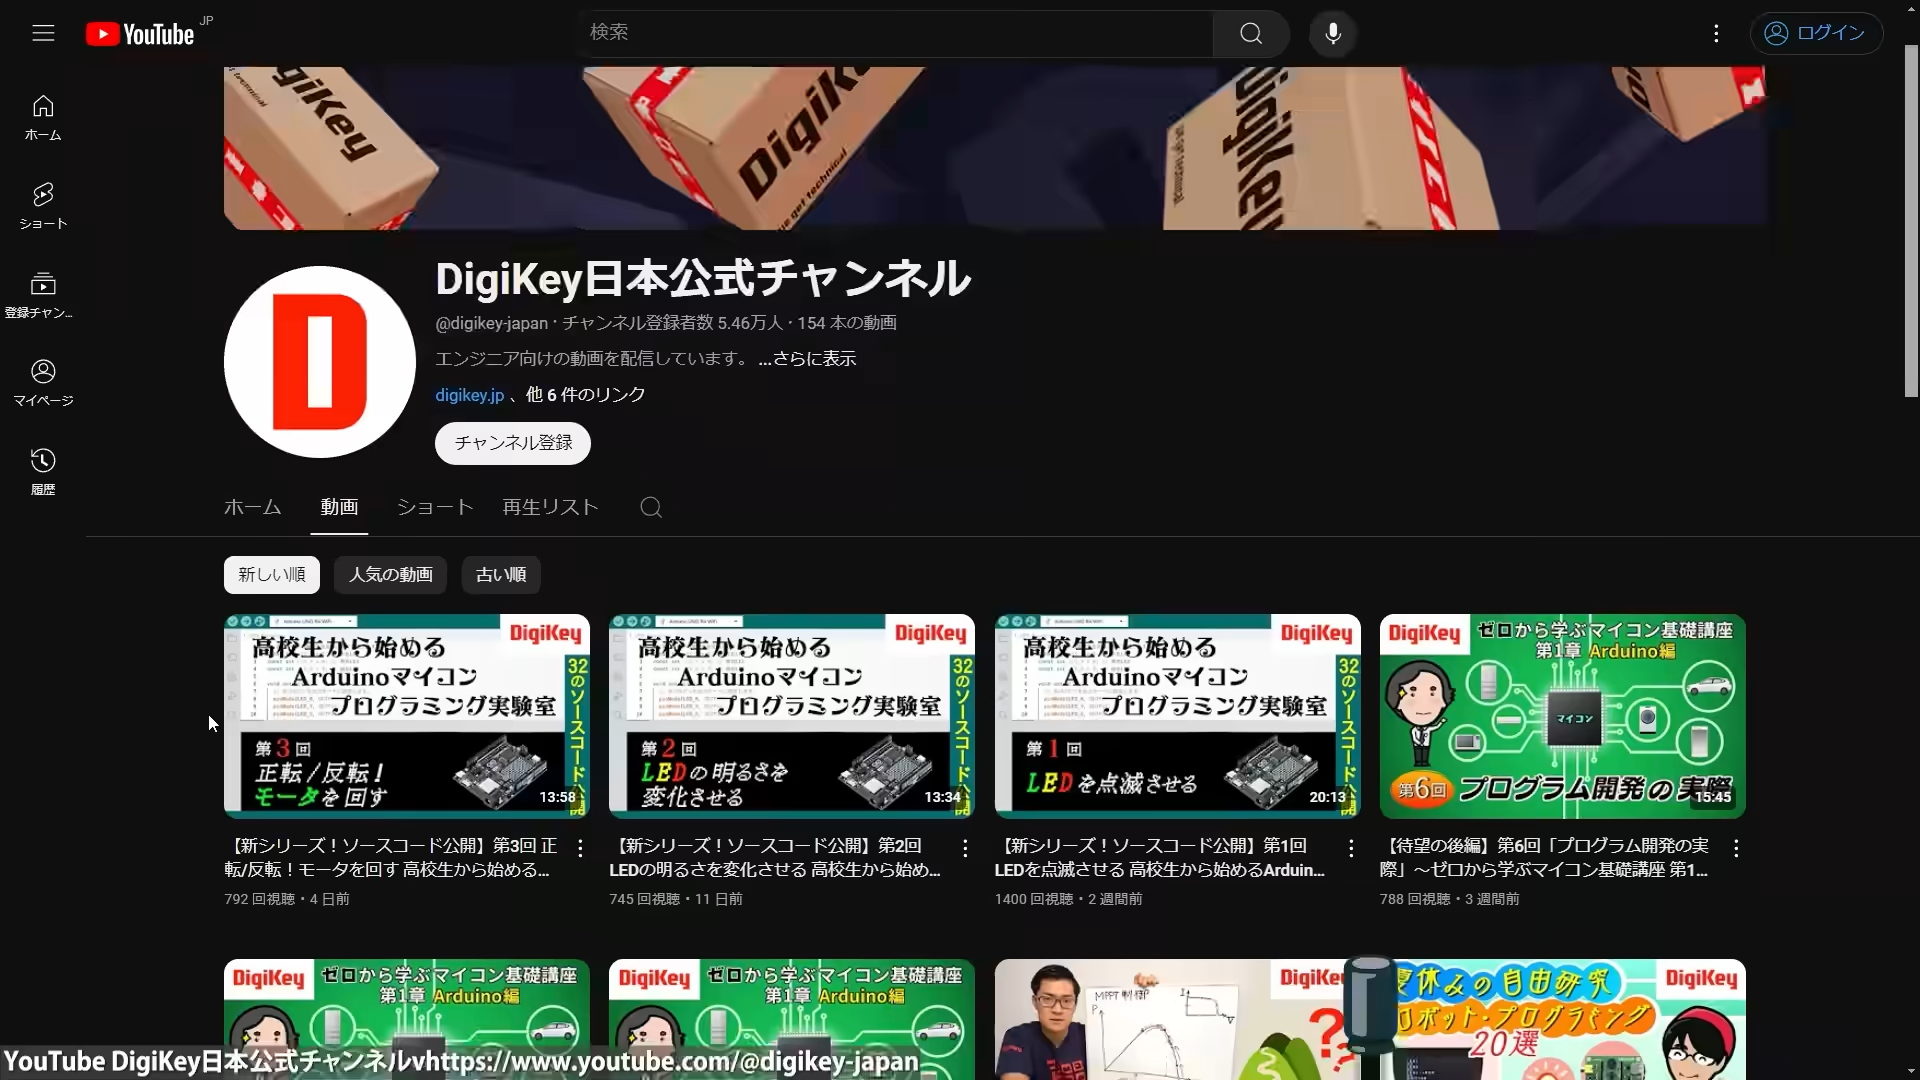 YouTube JP
検索
ログイン
ホーム
ショート
登録チャン...
マイページ
履歴
DigiKey
DigiKey
DigiKey
DigiKey日本公式チャンネル
@digikey-japan・チャンネル登録者数 5.46万人・154 本の動画
エンジニア向けの動画を配信しています。 ...さらに表示
digikey.jp 、他 6 件のリンク
チャンネル登録
ホーム 動画 ショート 再生リスト
新しい順 人気の動画 古い順
DigiKey
高校生から始める
Arduinoマイコン
プログラミング実験室
第3回
正転/反転!
モータを回す
13:58
【新シリーズ!ソースコード公開】第3回 正
転/反転!モータを回す 高校生から始める...
792 回視聴・4 日前
DigiKey
高校生から始める
Arduinoマイコン
プログラミング実験室
第2回
LEDの明るさを
変化させる
13:34
【新シリーズ!ソースコード公開】第2回
LEDの明るさを変化させる 高校生から始め...
745 回視聴・11 日前
DigiKey
高校生から始める
Arduinoマイコン
プログラミング実験室
第1回
LEDを点滅させる
20:13
【新シリーズ!ソースコード公開】第1回
LEDを点滅させる 高校生から始めるArduin...
1400 回視聴・2 週間前
DigiKey
ゼロから学ぶマイコン基礎講座
第1章 Arduino編
マイコン
第6回 プログラム開発の実際
15:45
【待望の後編】第6回「プログラム開発の実
際」~ゼロから学ぶマイコン基礎講座 第1...
788 回視聴・3 週間前
DigiKey
ゼロから学ぶマイコン基礎講座
第1章 Arduino編
DigiKey
ゼロから学ぶマイコン基礎講座
第1章 Arduino編
MPPT制御
P
I
V
DigiKey
夏休みの自由研究
ロボット・プログラミング
20選
YouTube DigiKey日本公式チャンネルvhttps://www.youtube.com/@digikey-japan